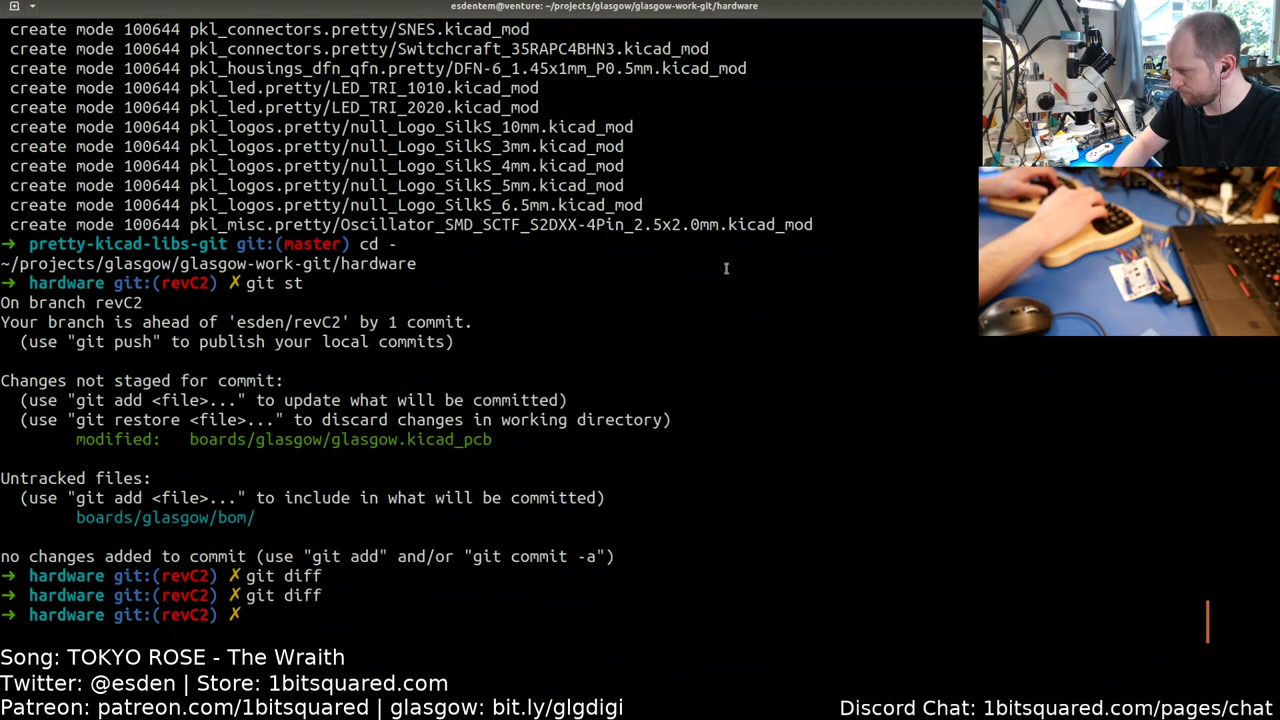 esdentem@venture: ~/projects/glasgow/glasgow-work-git/hardware
create mode 100644 pkl_connectors.pretty/SNES.kicad_mod
create mode 100644 pkl_connectors.pretty/Switchcraft_35RAPC4BHN3.kicad_mod
create mode 100644 pkl_housings_dfn_qfn.pretty/DFN-6_1.45x1mm_P0.5mm.kicad_mod
create mode 100644 pkl_led.pretty/LED_TRI_1010.kicad_mod
create mode 100644 pkl_led.pretty/LED_TRI_2020.kicad_mod
create mode 100644 pkl_logos.pretty/null_Logo_SilkS_10mm.kicad_mod
create mode 100644 pkl_logos.pretty/null_Logo_SilkS_3mm.kicad_mod
create mode 100644 pkl_logos.pretty/null_Logo_SilkS_4mm.kicad_mod
create mode 100644 pkl_logos.pretty/null_Logo_SilkS_5mm.kicad_mod
create mode 100644 pkl_logos.pretty/null_Logo_SilkS_6.5mm.kicad_mod
create mode 100644 pkl_misc.pretty/Oscillator_SMD_SCTF_S2DXX-4Pin_2.5x2.0mm.kicad_mod
➜ pretty-kicad-libs-git git:(master) cd -
~/projects/glasgow/glasgow-work-git/hardware
➜ hardware git:(revC2) ✗ git st
On branch revC2
Your branch is ahead of 'esden/revC2' by 1 commit.
(use "git push" to publish your local commits)
Changes not staged for commit:
(use "git add <file>..." to update what will be committed)
(use "git restore <file>..." to discard changes in working directory)
modified: boards/glasgow/glasgow.kicad_pcb
Untracked files:
(use "git add <file>..." to include in what will be committed)
boards/glasgow/bom/
no changes added to commit (use "git add" and/or "git commit -a")
➜ hardware git:(revC2) ✗ git diff
➜ hardware git:(revC2) ✗ git diff
➜ hardware git:(revC2) ✗
Song: TOKYO ROSE - The Wraith
Twitter: @esden | Store: 1bitsquared.com
Patreon: patreon.com/1bitsquared | glasgow: bit.ly/glgdigi
Discord Chat: 1bitsquared.com/pages/chat